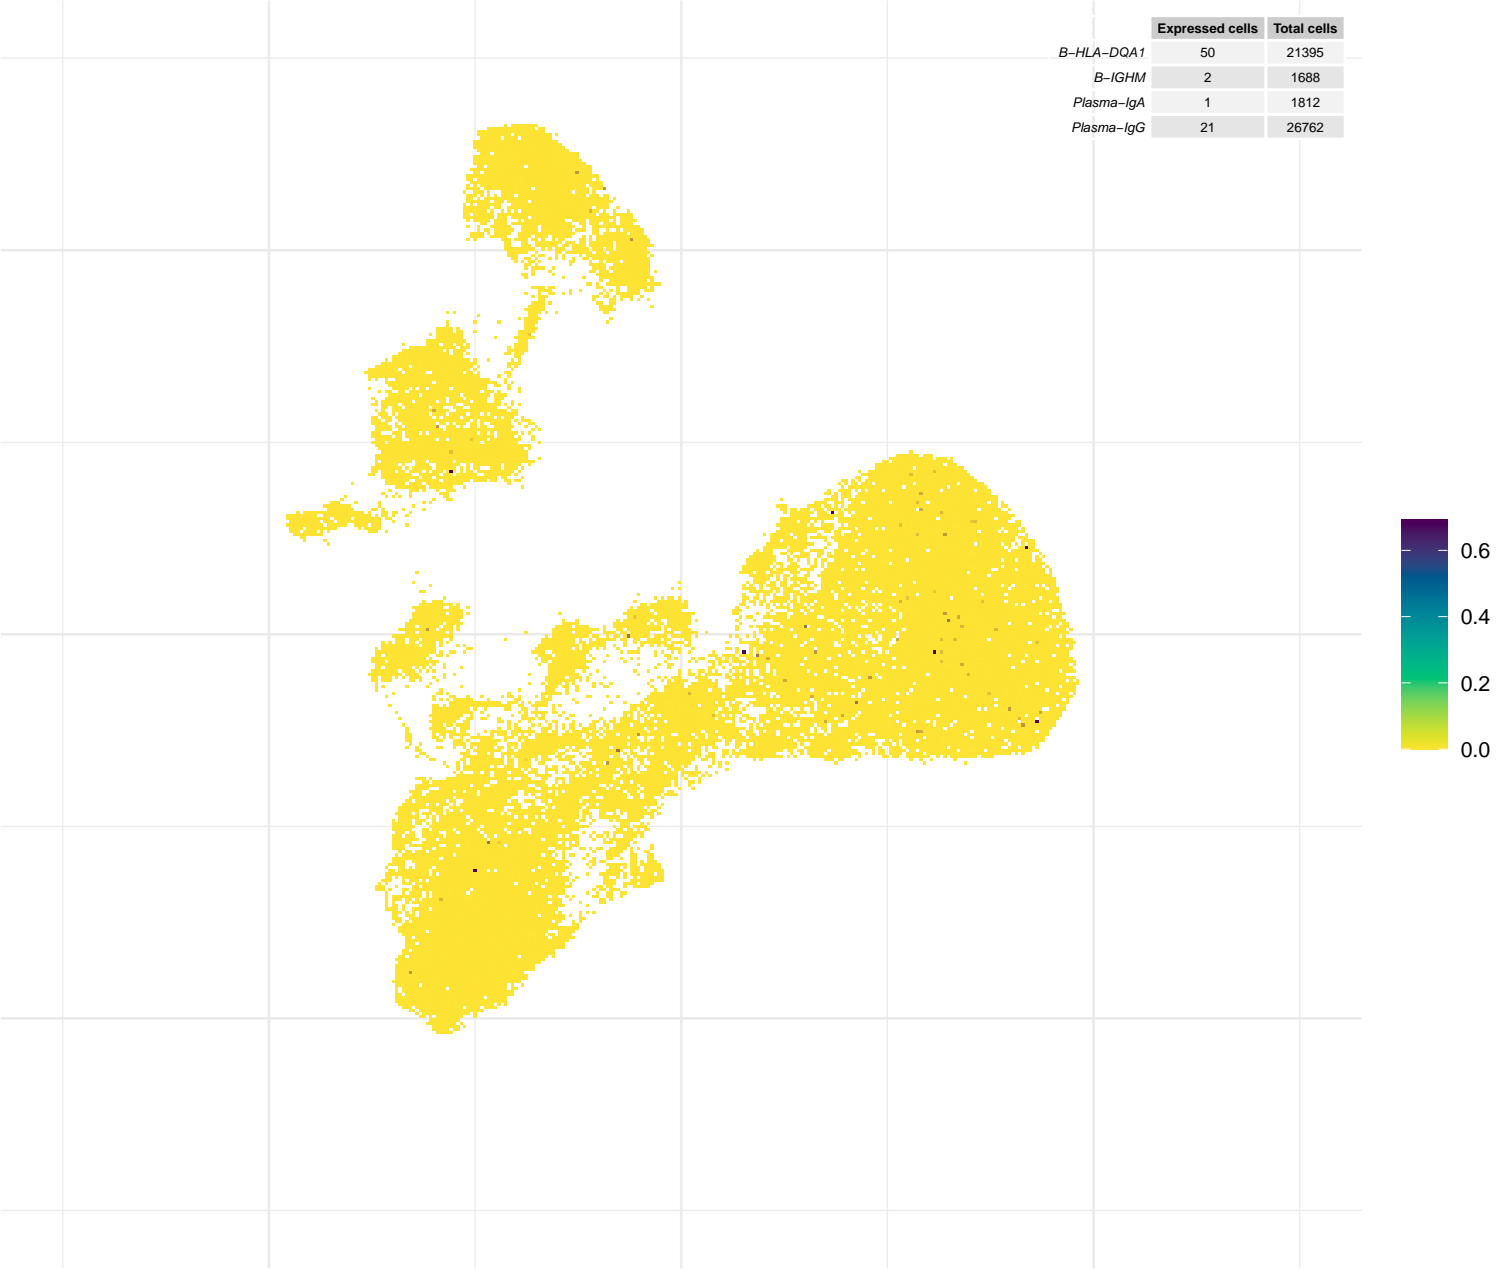 Expressed cells Total cells
B−HLA−DQA1 50 21395
B−IGHM 2 1688
Plasma−IgA 1 1812
Plasma−IgG 21 26762
0.6
0.4
0.2
0.0